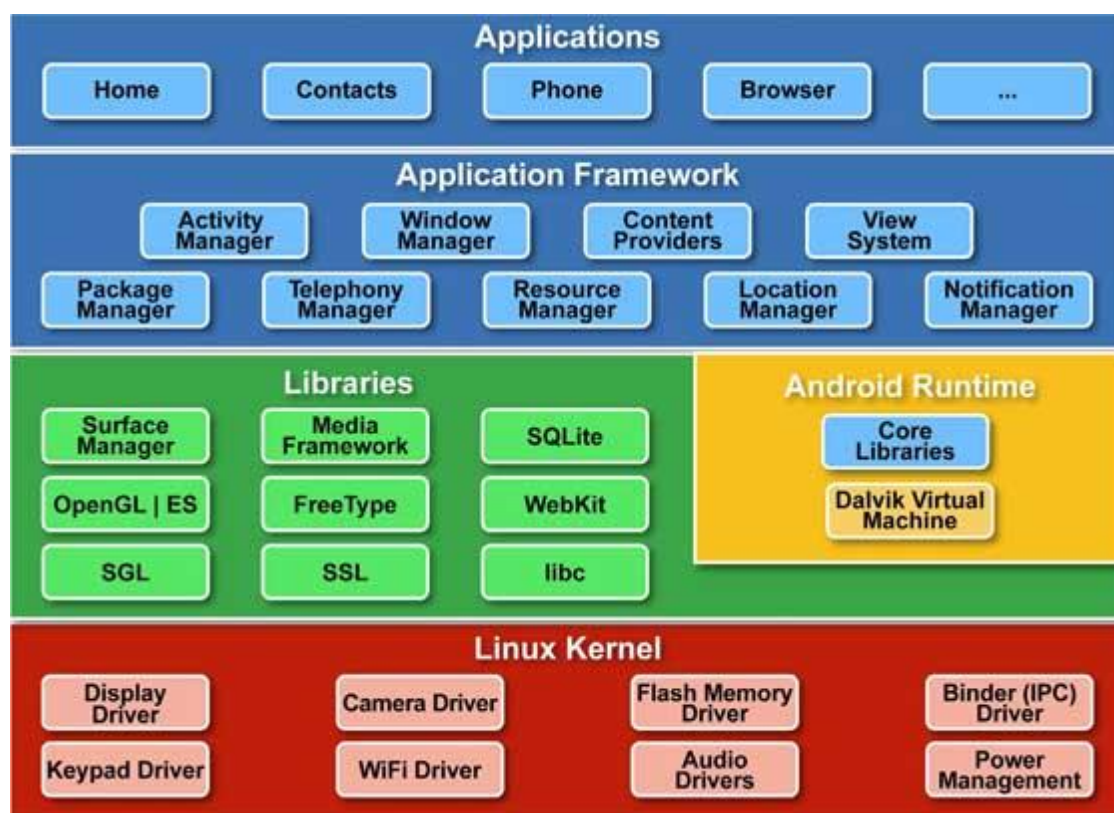 Applications
Home
Contacts
Phone
Browser
...
Application Framework
Activity
Manager
Window
Manager
Content
Providers
View
System
Package
Manager
Telephony
Manager
Resource
Manager
Location
Manager
Notification
Manager
Libraries
Surface
Manager
Media
Framework
SQLite
OpenGL | ES
FreeType
WebKit
SGL
SSL
libc
Android Runtime
Core
Libraries
Dalvik Virtual
Machine
Linux Kernel
Display
Driver
Camera Driver
Flash Memory
Driver
Binder (IPC)
Driver
Keypad Driver
WiFi Driver
Audio
Drivers
Power
Management